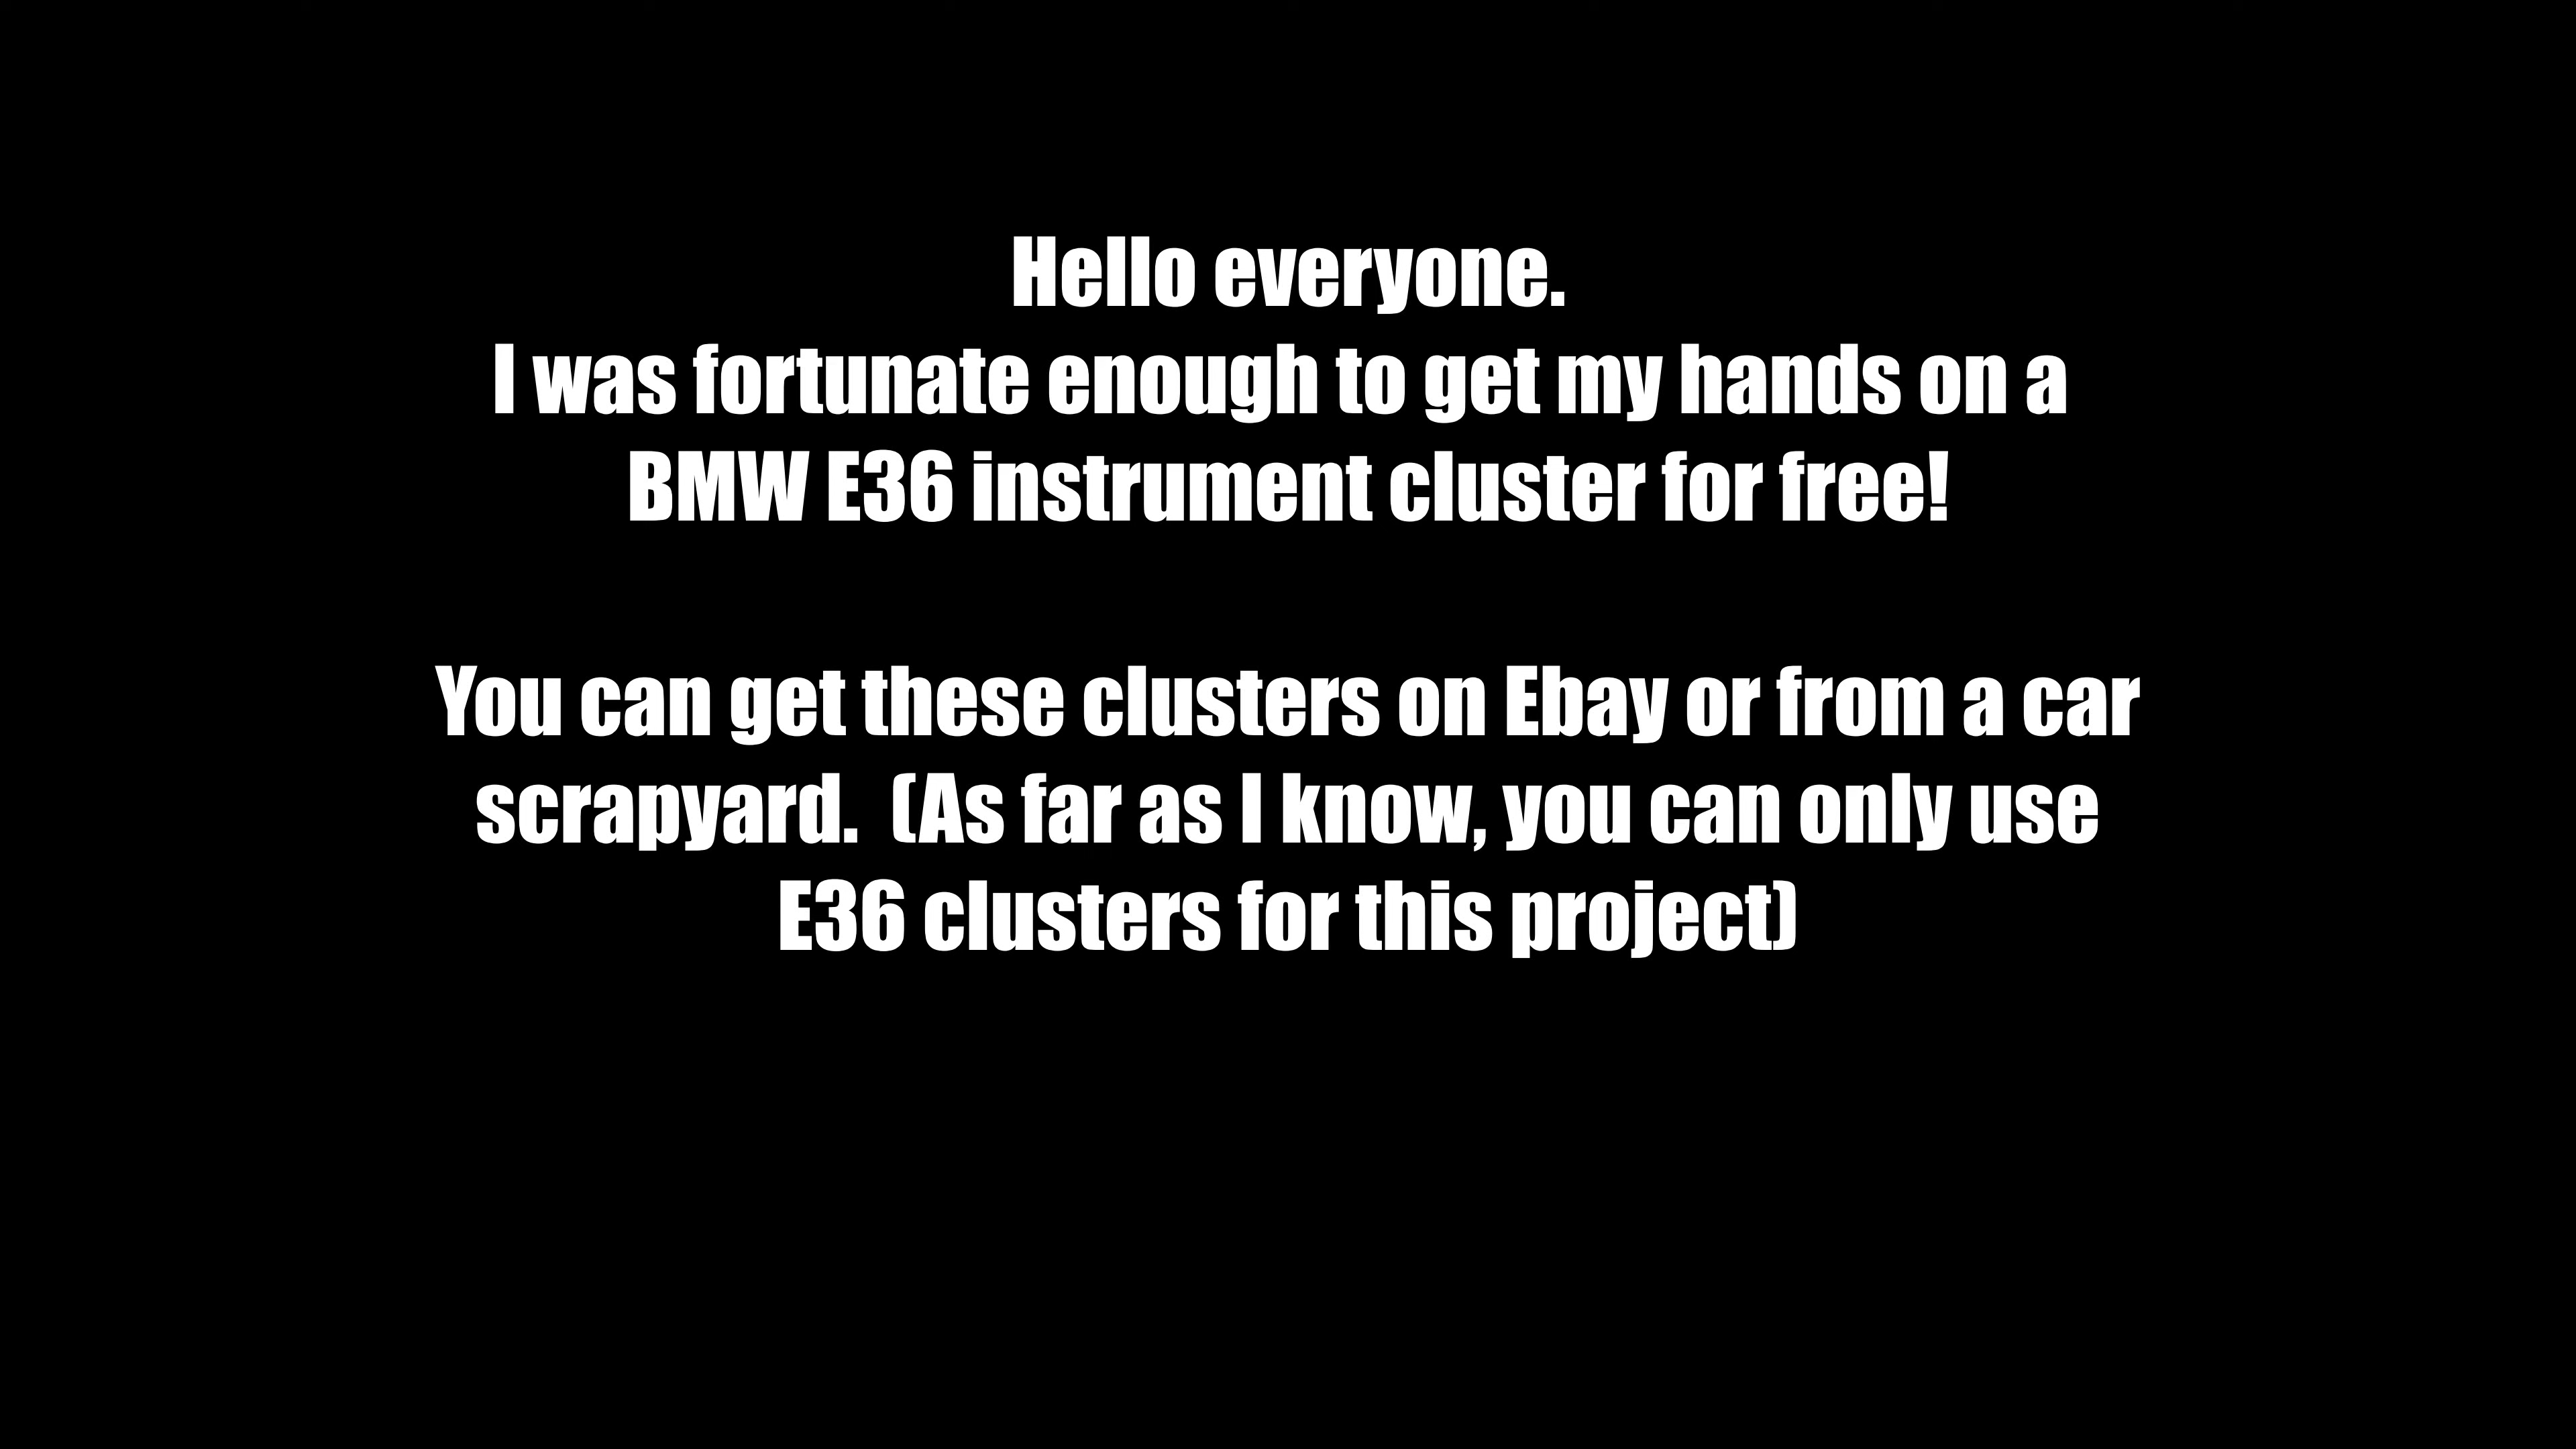 Hello everyone.
I was fortunate enough to get my hands on a
BMW E36 instrument cluster for free!
You can get these clusters on Ebay or from a car
scrapyard.  (As far as I know, you can only use
E36 clusters for this project)